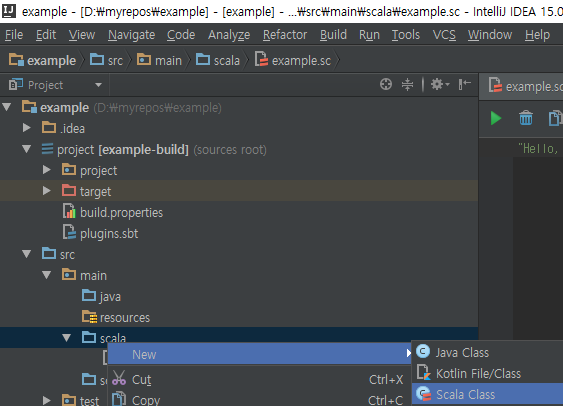 example - [D:₩myrepos₩example] - [example] - ...₩src₩main₩scala₩example.sc - IntelliJ IDEA 15.0
File Edit View Navigate Code Analyze Refactor Build Run Tools VCS Window Help
example src main scala example.sc
Project
example.sc
example (D:₩myrepos₩example)
.idea
project [example-build] (sources root)
"Hello,
project
target
build.properties
plugins.sbt
src
main
java
resources
scala
New
Java Class
Kotlin File/Class
Cut Ctrl+X
Scala Class
test
Copy Ctrl+C